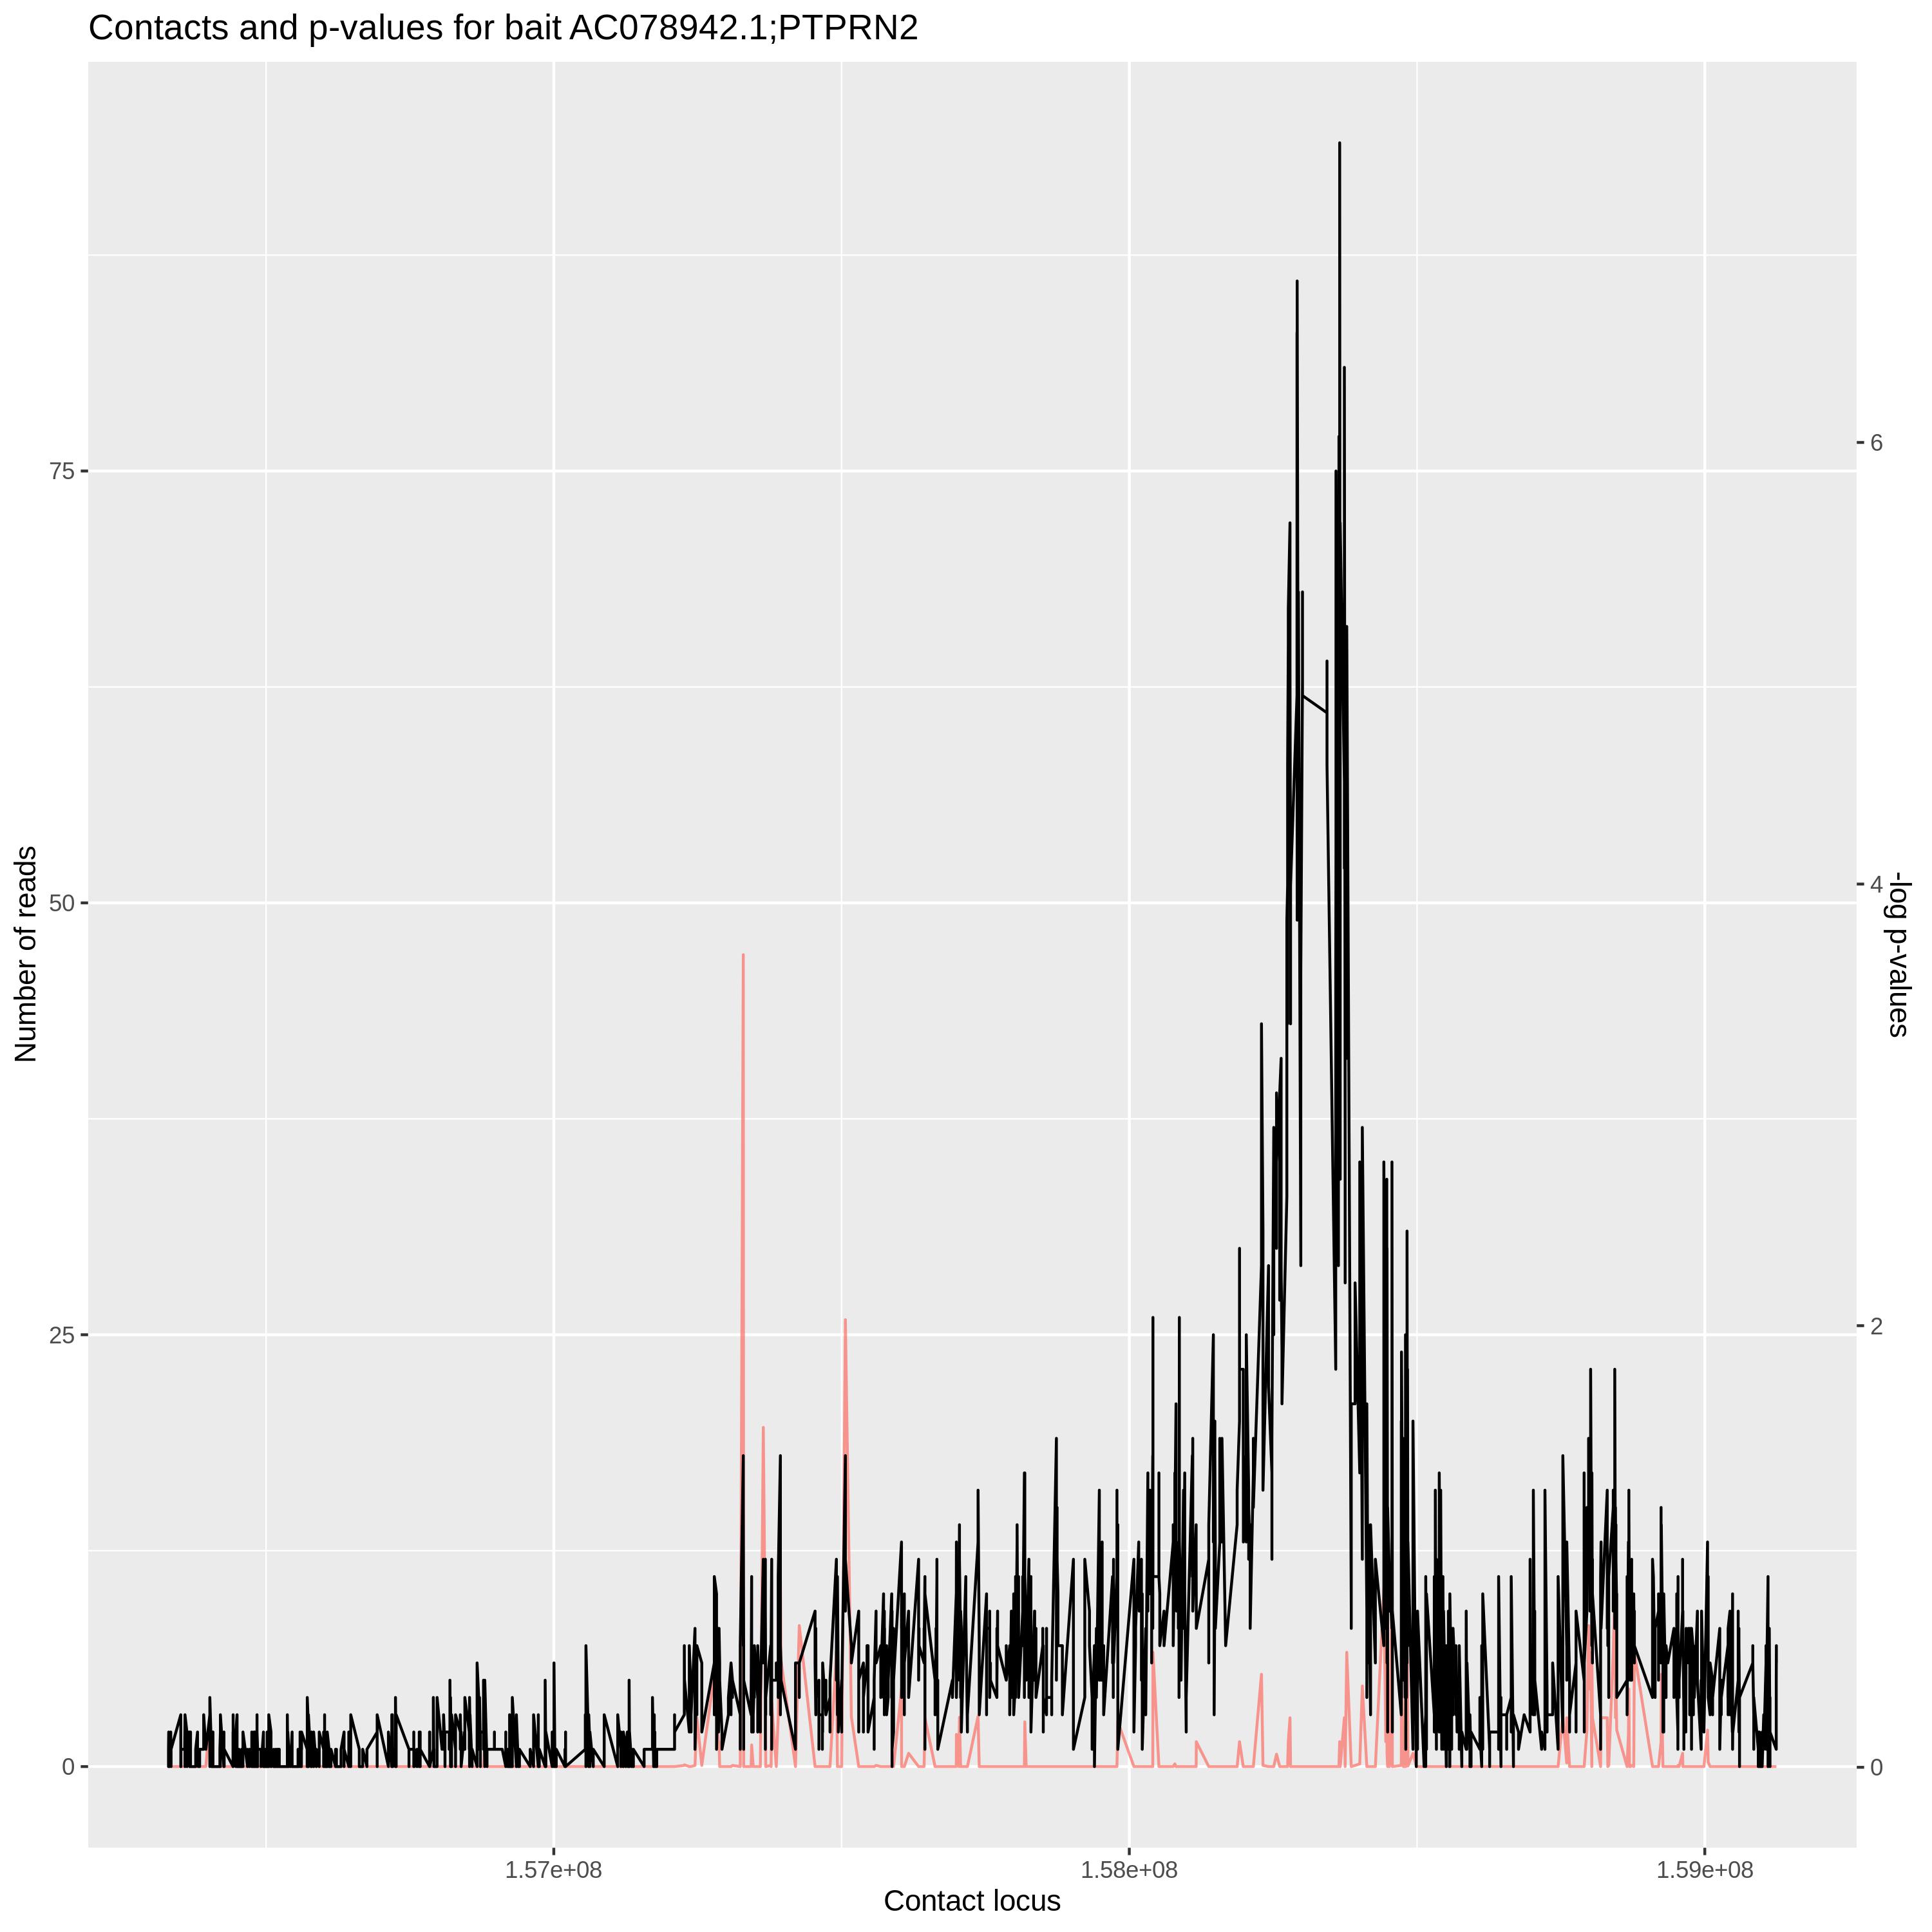 Contacts and p-values for bait AC078942.1;PTPRN2
Number of reads
75
50
25
0
6
4
2
0
-log p-values
1.57e+08
1.58e+08
1.59e+08
Contact locus